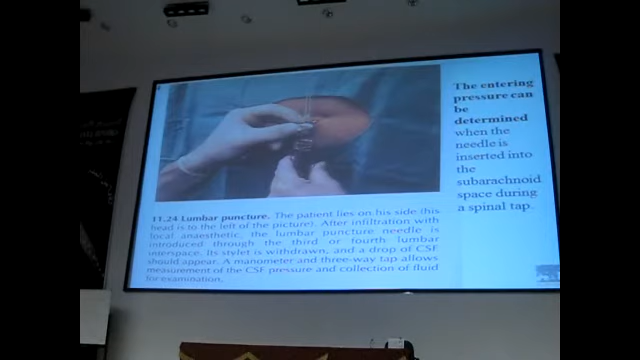 The entering
pressure can
be
determined
when the
needle is
inserted into
the
subarachnoid
space during
a spinal tap.
11.24 Lumbar puncture. The patient lies on his side (his
head is to the left of the picture). After infiltration with
local anaesthetic, the lumbar puncture needle is
introduced through the third or fourth lumbar
interspace. Its stylet is withdrawn, and a drop of CSF
should appear. A manometer and three-way tap allows
measurement of the CSF pressure and collection of fluid
for examination.